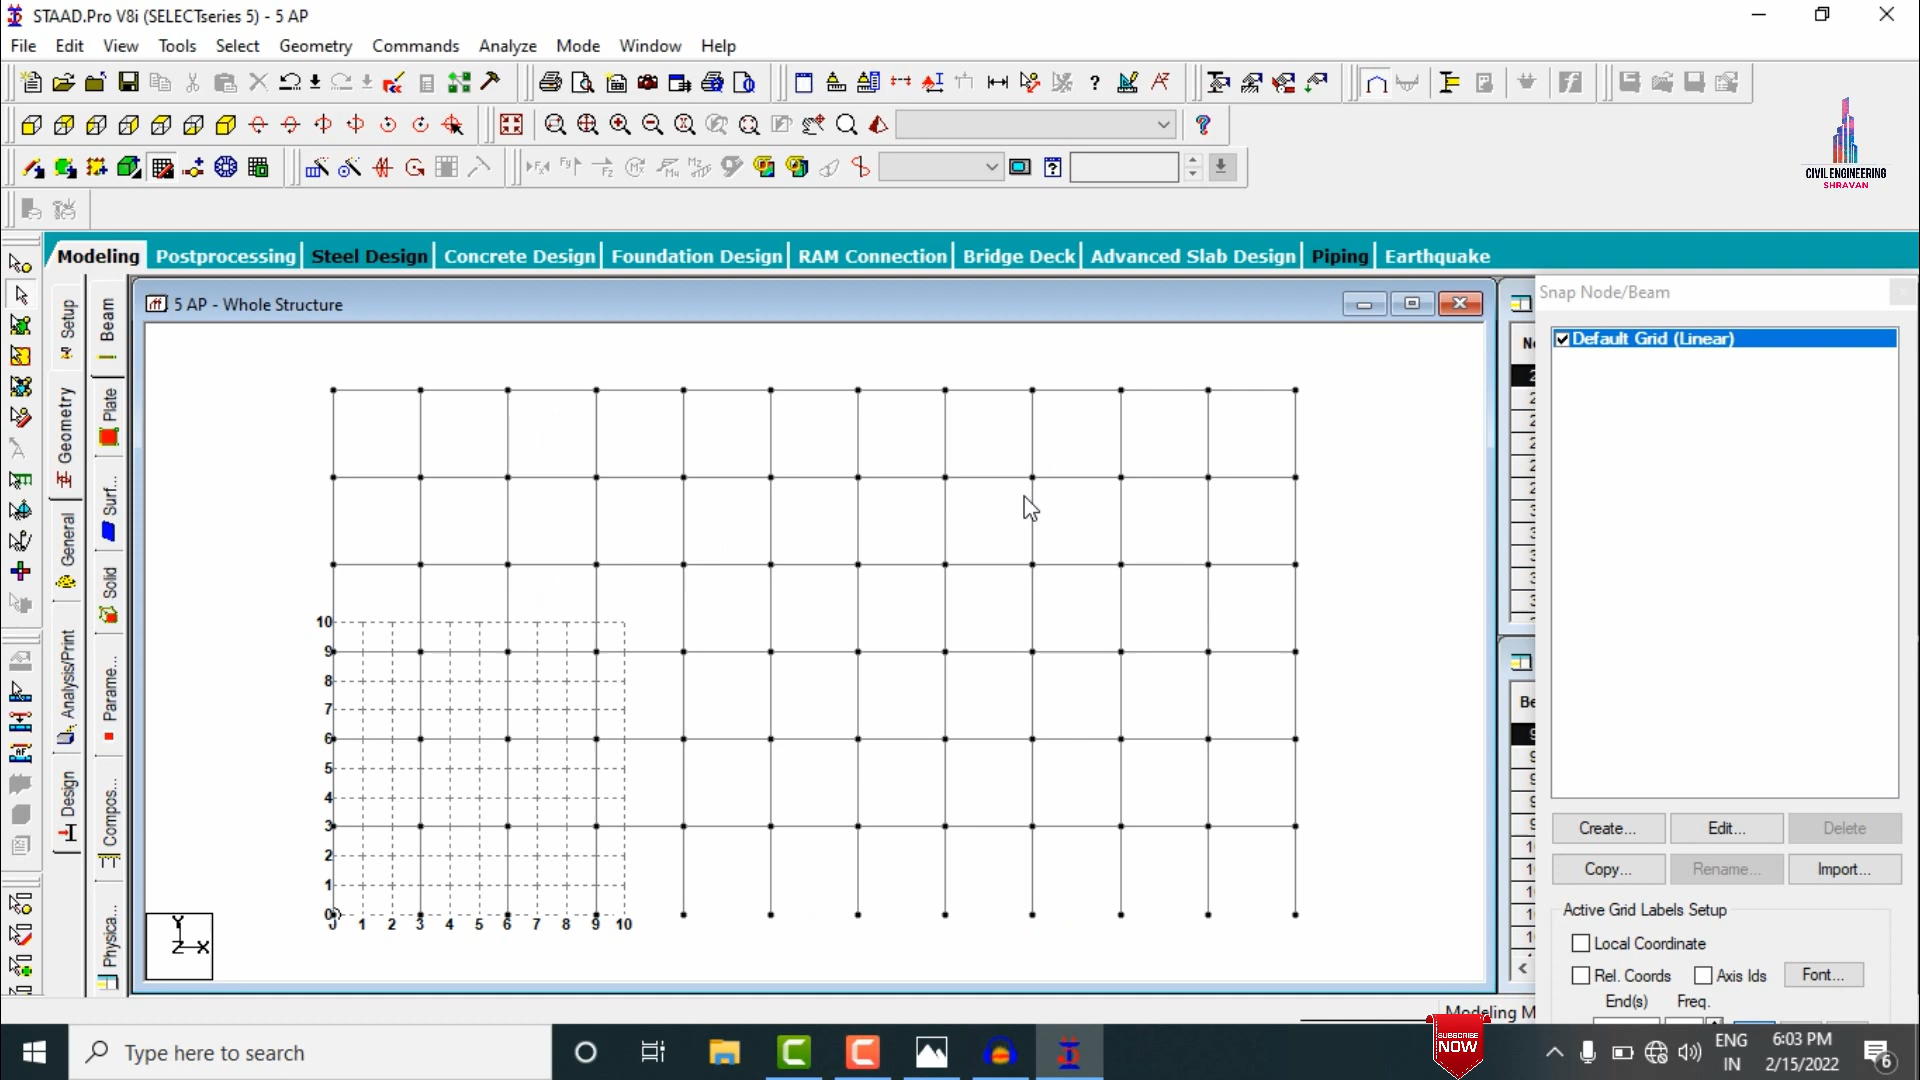 STAAD.Pro V8i (SELECTseries 5) - 5 AP
File Edit View Tools Select Geometry Commands Analyze Mode Window Help
CIVIL ENGINEERING
SHRAVAN
Modeling Postprocessing Steel Design Concrete Design Foundation Design RAM Connection Bridge Deck Advanced Slab Design Piping Earthquake
Setup
Geometry
General
Analysis/Print
Design
Beam
Plate
Surf...
Solid
Parame...
Compos...
Physica...
5 AP - Whole Structure
10
9
8
7
6
5
4
3
2
1
0
0 1 2 3 4 5 6 7 8 9 10
Y
Z X
Snap Node/Beam
Default Grid (Linear)
Create... Edit... Delete
Copy... Rename... Import...
Active Grid Labels Setup
Local Coordinate
Rel. Coords Axis Ids Font...
End(s) Freq.
Modeling M
Type here to search
SUBSCRIBE
NOW
ENG
IN
6:03 PM
2/15/2022
6